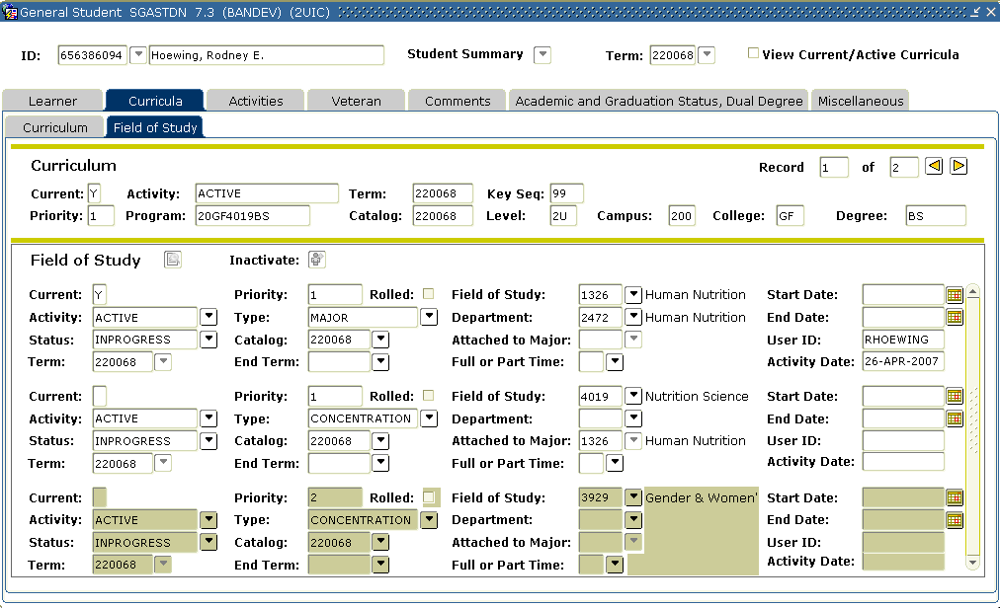 General Student SGASTDN 7.3 (BANDEV) (2UIC)
ID: 656386094 Hoewing, Rodney E. Student Summary Term: 220068 View Current/Active Curricula
Learner Curricula Activities Veteran Comments Academic and Graduation Status, Dual Degree Miscellaneous
Curriculum Field of Study
Curriculum Record 1 of 2
Current: Y Activity: ACTIVE Term: 220068 Key Seq: 99
Priority: 1 Program: 20GF4019BS Catalog: 220068 Level: 2U Campus: 200 College: GF Degree: BS
Field of Study Inactivate:
Current: Y Priority: 1 Rolled: Field of Study: 1326 Human Nutrition Start Date:
Activity: ACTIVE Type: MAJOR Department: 2472 Human Nutrition End Date:
Status: INPROGRESS Catalog: 220068 Attached to Major: User ID: RHOEWING
Term: 220068 End Term: Full or Part Time: Activity Date: 26-APR-2007
Current: Priority: 1 Rolled: Field of Study: 4019 Nutrition Science Start Date:
Activity: ACTIVE Type: CONCENTRATION Department: End Date:
Status: INPROGRESS Catalog: 220068 Attached to Major: 1326 Human Nutrition User ID:
Term: 220068 End Term: Full or Part Time: Activity Date:
Current: Priority: 2 Rolled: Field of Study: 3929 Gender & Women' Start Date:
Activity: ACTIVE Type: CONCENTRATION Department: End Date:
Status: INPROGRESS Catalog: 220068 Attached to Major: User ID:
Term: 220068 End Term: Full or Part Time: Activity Date: